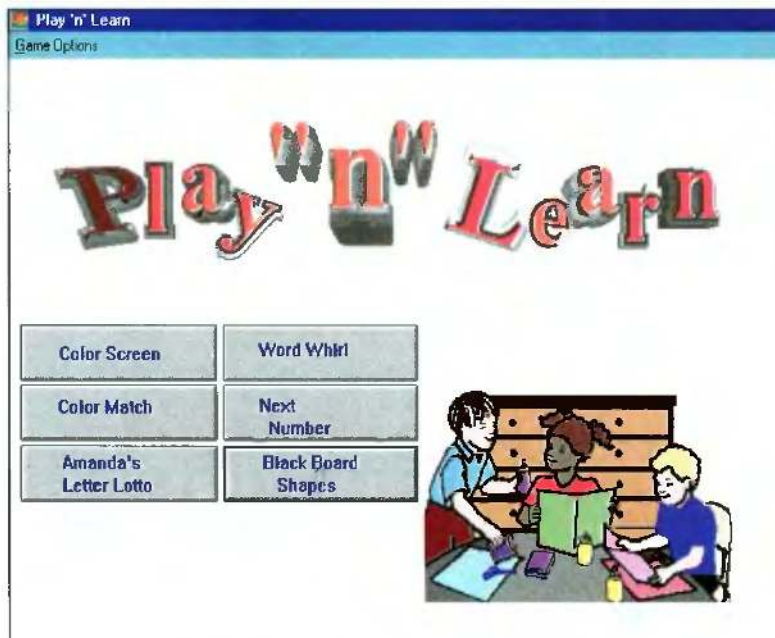 Play 'n' Learn
Game Options
Play "n" Learn
Color Screen
Word Whirl
Color Match
Next
Number
Amanda's
Letter Lotto
Black Board
Shapes